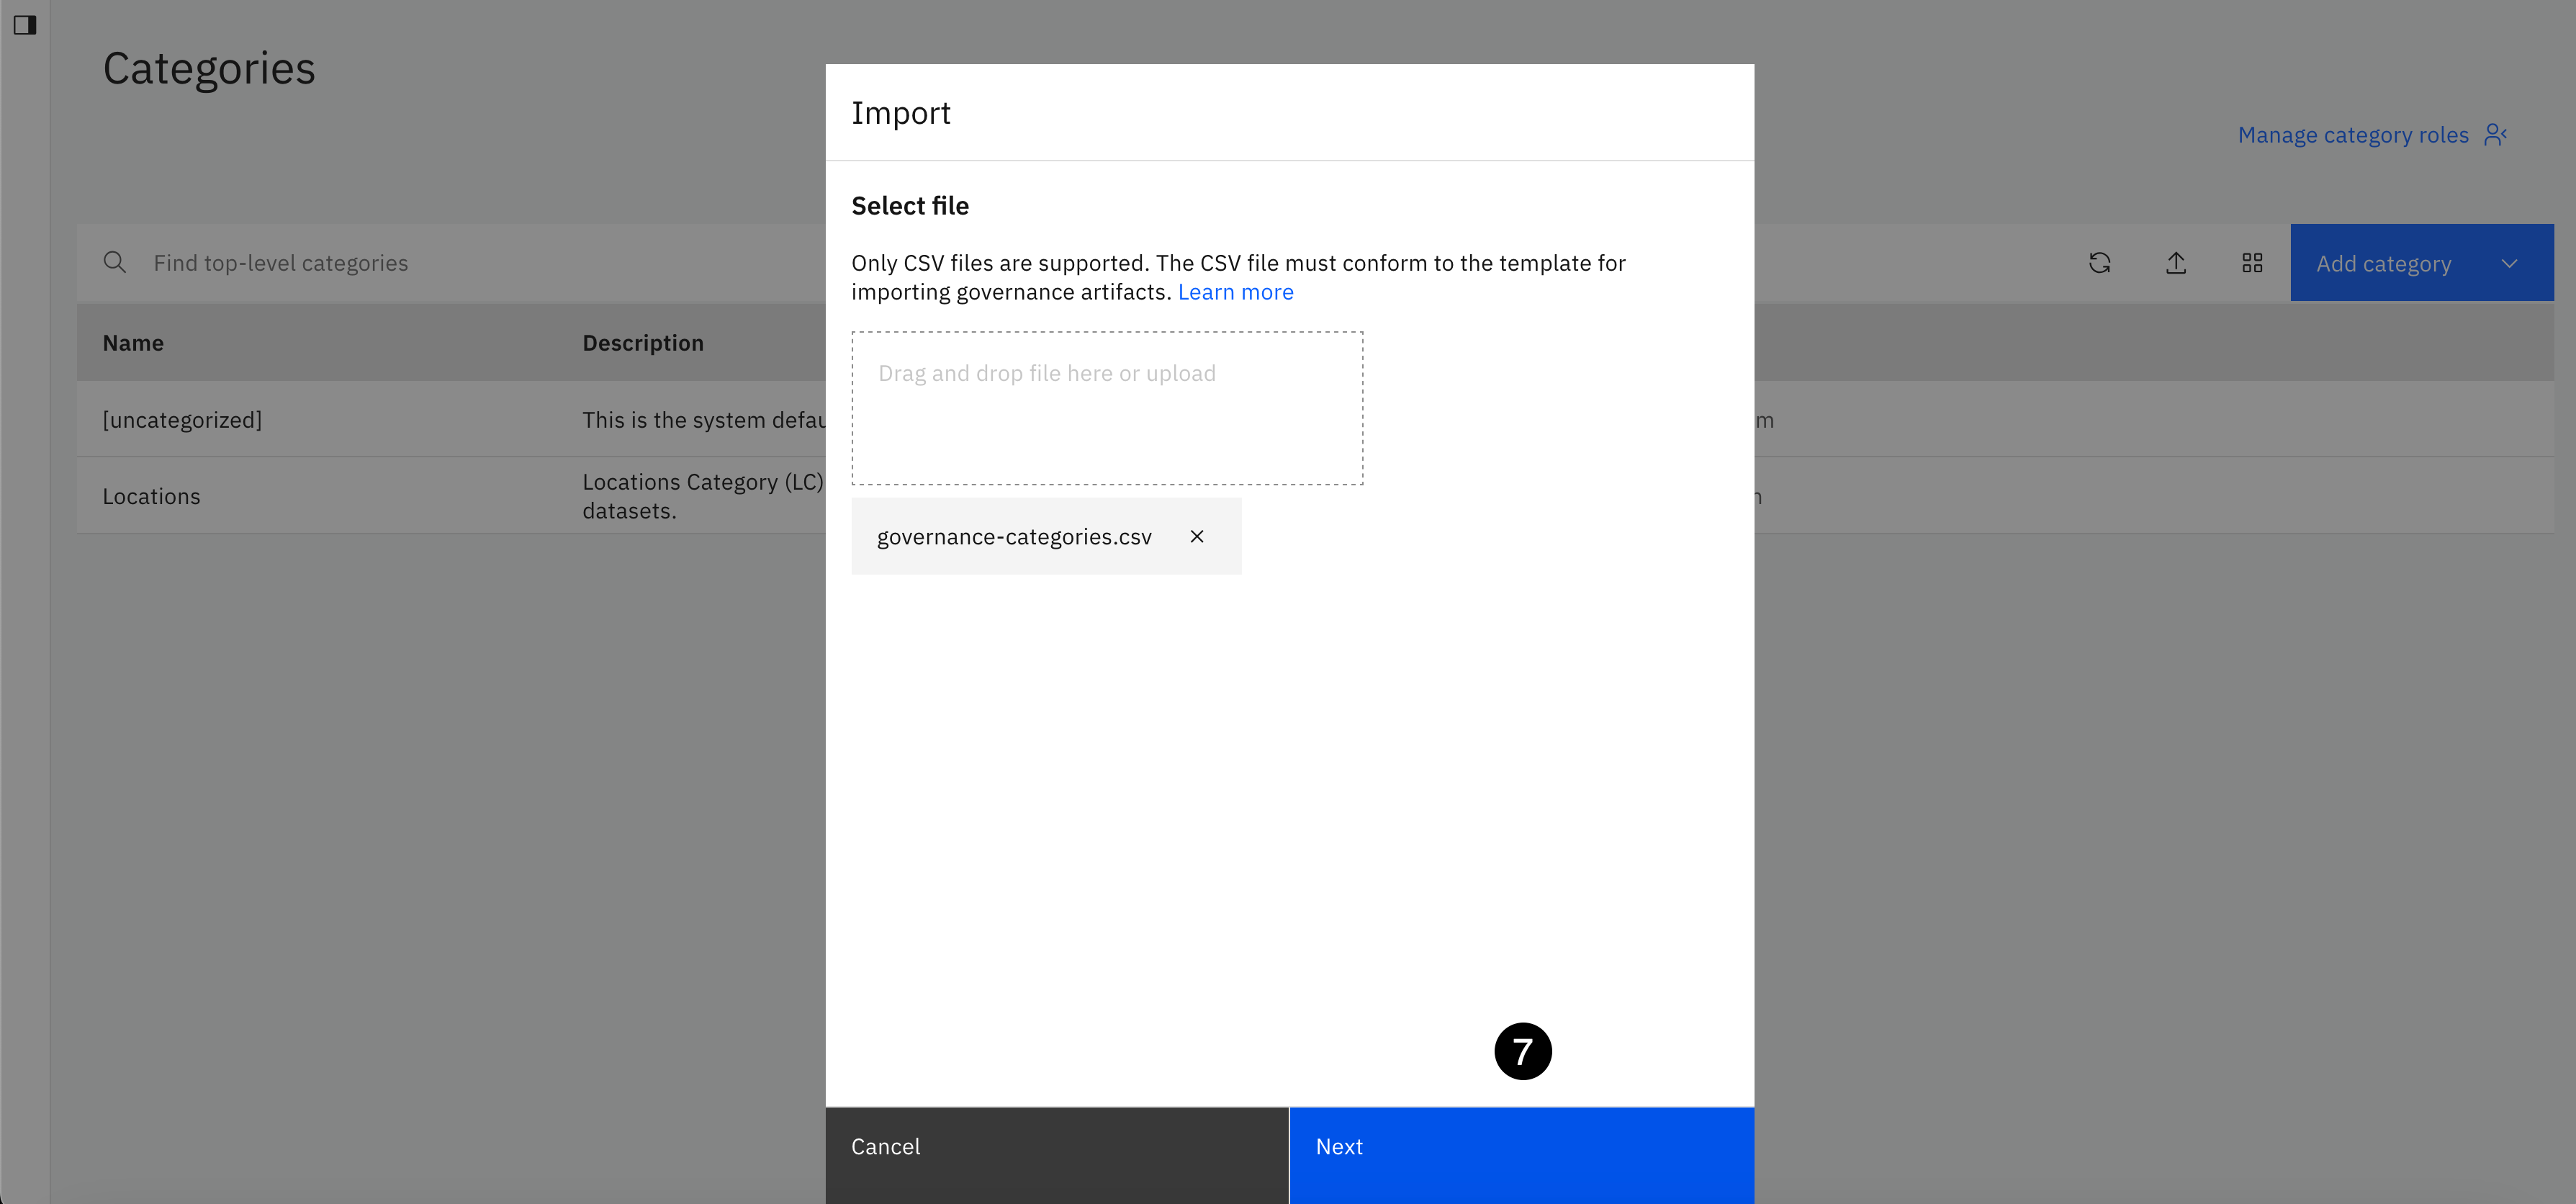 Categories
Import
Manage category roles
Select file
Only CSV files are supported. The CSV file must conform to the template for
importing governance artifacts. Learn more
Find top-level categories
Add category
Name
Description
Drag and drop file here or upload
[uncategorized]
This is the system defau
m
Locations
Locations Category (LC)
datasets.
governance-categories.csv
7
Cancel
Next